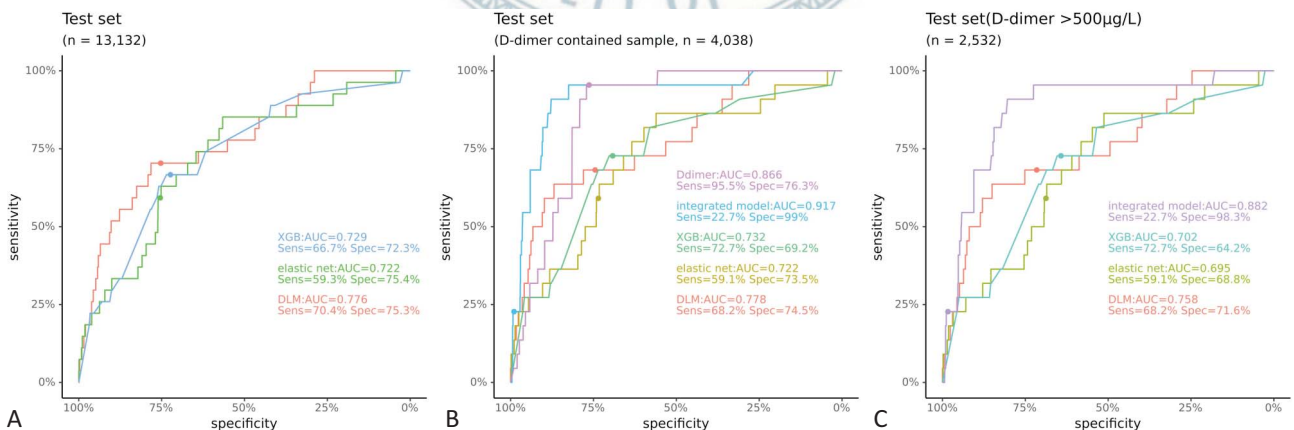 Test set
(n = 13,132)
100%
75%
50%
25%
0%
sensitivity
XGB:AUC=0.729
Sens=66.7% Spec=72.3%
elastic net:AUC=0.722
Sens=59.3% Spec=75.4%
DLM:AUC=0.776
Sens=70.4% Spec=75.3%
100%
75%
50%
25%
0%
specificity
A
Test set
(D-dimer contained sample, n = 4,038)
100%
75%
50%
25%
0%
sensitivity
Ddimer:AUC=0.866
Sens=95.5% Spec=76.3%
integrated model:AUC=0.917
Sens=22.7% Spec=99%
XGB:AUC=0.732
Sens=72.7% Spec=69.2%
elastic net:AUC=0.722
Sens=59.1% Spec=73.5%
DLM:AUC=0.778
Sens=68.2% Spec=74.5%
100%
75%
50%
25%
0%
specificity
B
Test set(D-dimer >500μg/L)
(n = 2,532)
100%
75%
50%
25%
0%
sensitivity
integrated model:AUC=0.882
Sens=22.7% Spec=98.3%
XGB:AUC=0.702
Sens=72.7% Spec=64.2%
elastic net:AUC=0.695
Sens=59.1% Spec=68.8%
DLM:AUC=0.758
Sens=68.2% Spec=71.6%
100%
75%
50%
25%
0%
specificity
C